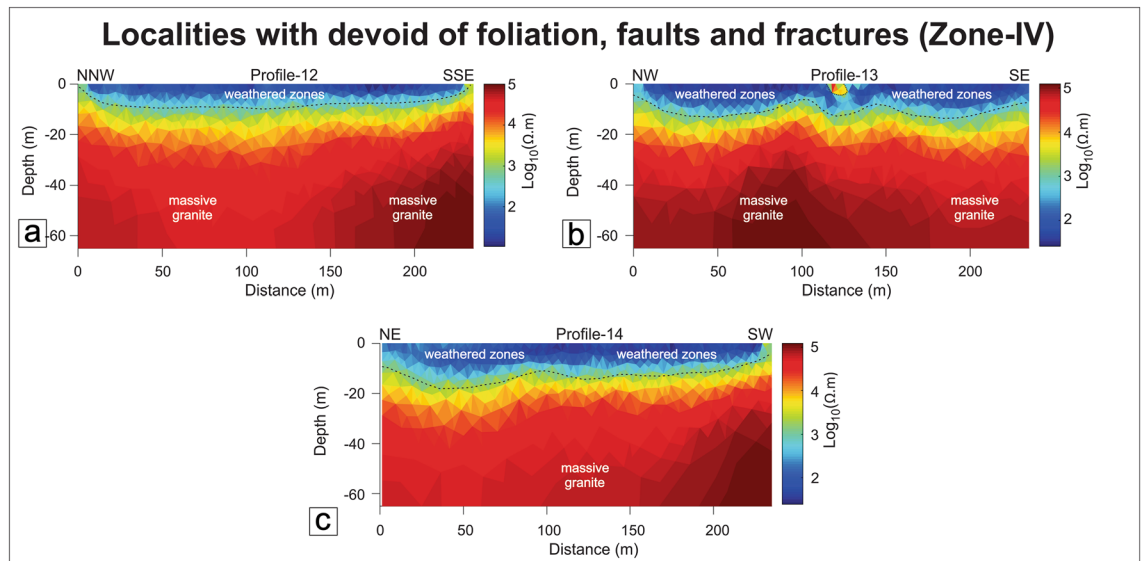 Localities with devoid of foliation, faults and fractures (Zone-IV)
NNW Profile-12 SSE
0
-20
-40
-60
Depth (m)
weathered zones
massive
granite
massive
granite
a
0 50 100 150 200
Distance (m)
5
4
3
2
Log10(Ω.m)
NW Profile-13 SE
0
-20
-40
-60
Depth (m)
weathered zones weathered zones
massive
granite
massive
granite
b
0 50 100 150 200
Distance (m)
5
4
3
2
Log10(Ω.m)
NE Profile-14 SW
0
-20
-40
-60
Depth (m)
weathered zones weathered zones
massive
granite
c
0 50 100 150 200
Distance (m)
5
4
3
2
Log10(Ω.m)